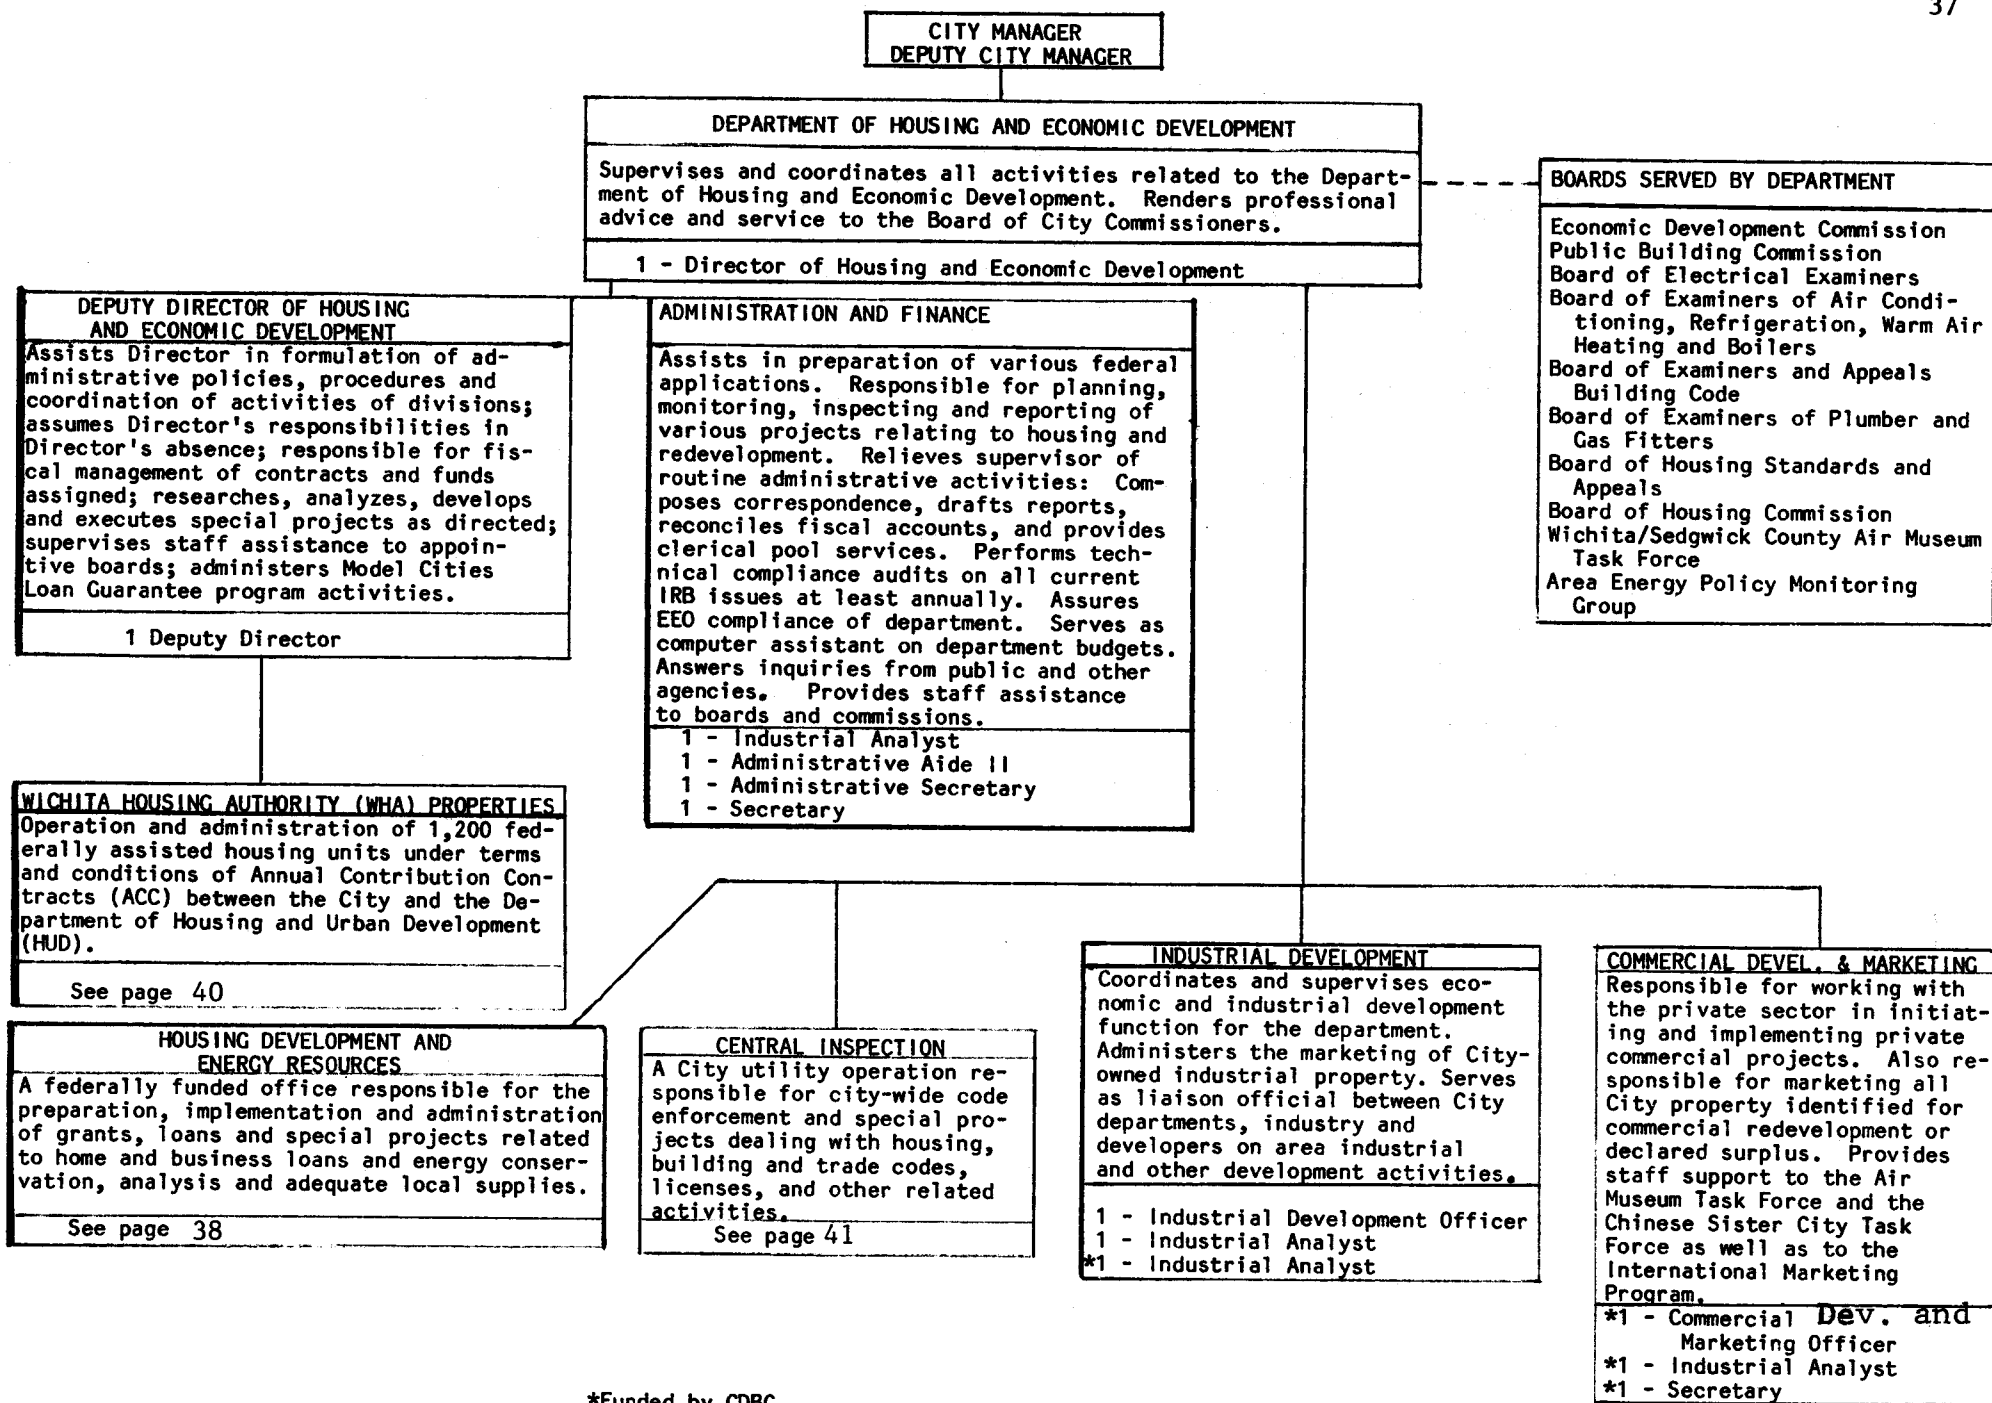 37
CITY MANAGER
DEPUTY CITY MANAGER
DEPARTMENT OF HOUSING AND ECONOMIC DEVELOPMENT
Supervises and coordinates all activities related to the Depart-
ment of Housing and Economic Development. Renders professional
advice and service to the Board of City Commissioners.
1 - Director of Housing and Economic Development
BOARDS SERVED BY DEPARTMENT
Economic Development Commission
Public Building Commission
Board of Electrical Examiners
Board of Examiners of Air Condi-
tioning, Refrigeration, Warm Air
Heating and Boilers
Board of Examiners and Appeals
Building Code
Board of Examiners of Plumber and
Gas Fitters
Board of Housing Standards and
Appeals
Board of Housing Commission
Wichita/Sedgwick County Air Museum
Task Force
Area Energy Policy Monitoring
Group
DEPUTY DIRECTOR OF HOUSING
AND ECONOMIC DEVELOPMENT
Assists Director in formulation of ad-
ministrative policies, procedures and
coordination of activities of divisions;
assumes Director's responsibilities in
Director's absence; responsible for fis-
cal management of contracts and funds
assigned; researches, analyzes, develops
and executes special projects as directed;
supervises staff assistance to appoin-
tive boards; administers Model Cities
Loan Guarantee program activities.
1 Deputy Director
ADMINISTRATION AND FINANCE
Assists in preparation of various federal
applications. Responsible for planning,
monitoring, inspecting and reporting of
various projects relating to housing and
redevelopment. Relieves supervisor of
routine administrative activities: Com-
poses correspondence, drafts reports,
reconciles fiscal accounts, and provides
clerical pool services. Performs tech-
nical compliance audits on all current
IRB issues at least annually. Assures
EEO compliance of department. Serves as
computer assistant on department budgets.
Answers inquiries from public and other
agencies. Provides staff assistance
to boards and commissions.
1 - Industrial Analyst
1 - Administrative Aide II
1 - Administrative Secretary
1 - Secretary
WICHITA HOUSING AUTHORITY (WHA) PROPERTIES
Operation and administration of 1,200 fed-
erally assisted housing units under terms
and conditions of Annual Contribution Con-
tracts (ACC) between the City and the De-
partment of Housing and Urban Development
(HUD).
See page 40
HOUSING DEVELOPMENT AND
ENERGY RESOURCES
A federally funded office responsible for the
preparation, implementation and administration
of grants, loans and special projects related
to home and business loans and energy conser-
vation, analysis and adequate local supplies.
See page 38
CENTRAL INSPECTION
A City utility operation re-
sponsible for city-wide code
enforcement and special pro-
jects dealing with housing,
building and trade codes,
licenses, and other related
activities.
See page 41
INDUSTRIAL DEVELOPMENT
Coordinates and supervises eco-
nomic and industrial development
function for the department.
Administers the marketing of City-
owned industrial property. Serves
as liaison official between City
departments, industry and
developers on area industrial
and other development activities.
1 - Industrial Development Officer
1 - Industrial Analyst
*1 - Industrial Analyst
COMMERCIAL DEVEL. & MARKETING
Responsible for working with
the private sector in initiat-
ing and implementing private
commercial projects. Also re-
sponsible for marketing all
City property identified for
commercial redevelopment or
declared surplus. Provides
staff support to the Air
Museum Task Force and the
Chinese Sister City Task
Force as well as to the
International Marketing
Program.
*1 - Commercial Dev. and
Marketing Officer
*1 - Industrial Analyst
*1 - Secretary
*Funded by CDBG